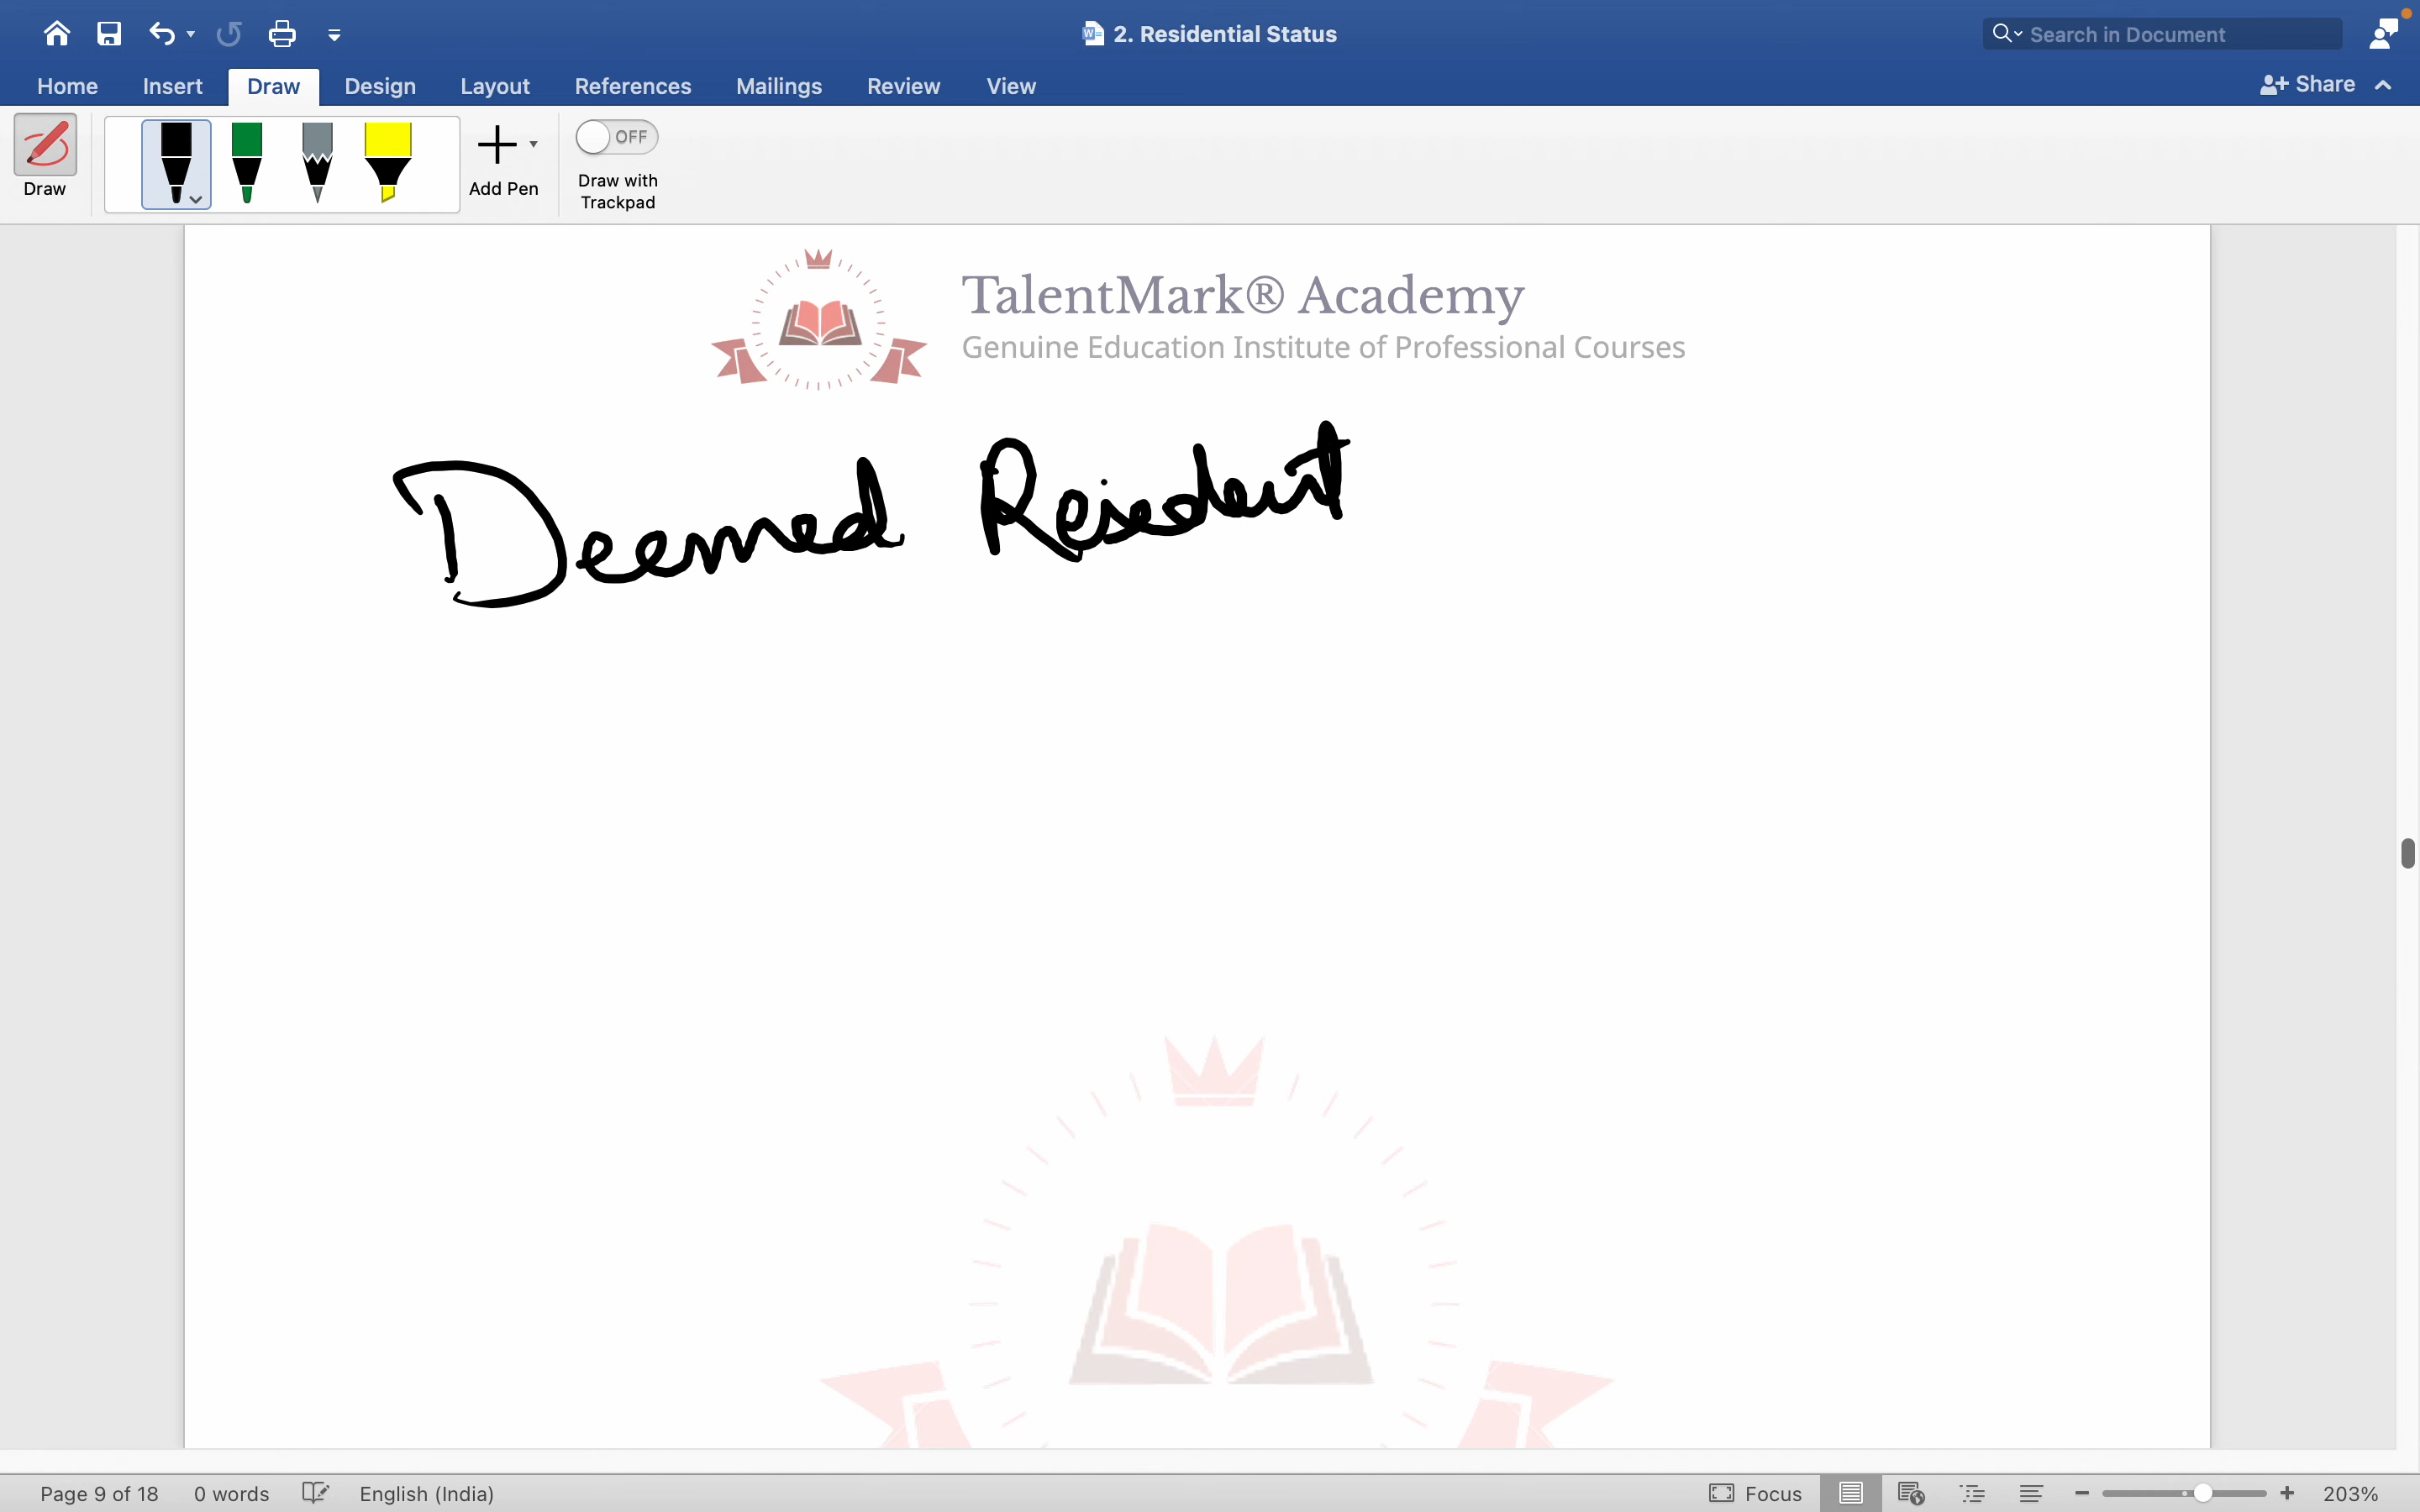 2. Residential Status
Search in Document
Home Insert Draw Design Layout References Mailings Review View
Share
OFF
Draw
Add Pen
Draw with
Trackpad
TalentMark® Academy
Genuine Education Institute of Professional Courses
Deemed Resident
Page 9 of 18 0 words English (India) Focus 203%